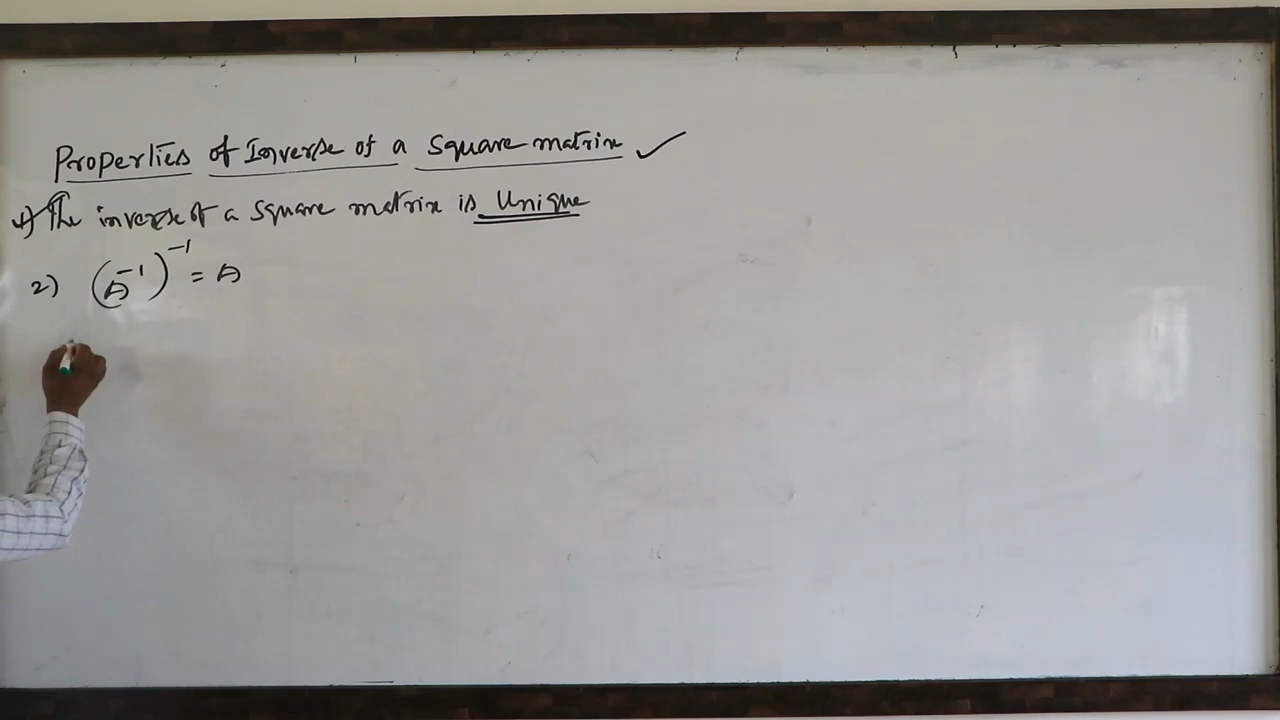 Properties of Inverse of a Square matrix ✓
1) The inverse of a square matrix is Unique
2) (A⁻¹)⁻¹ = A